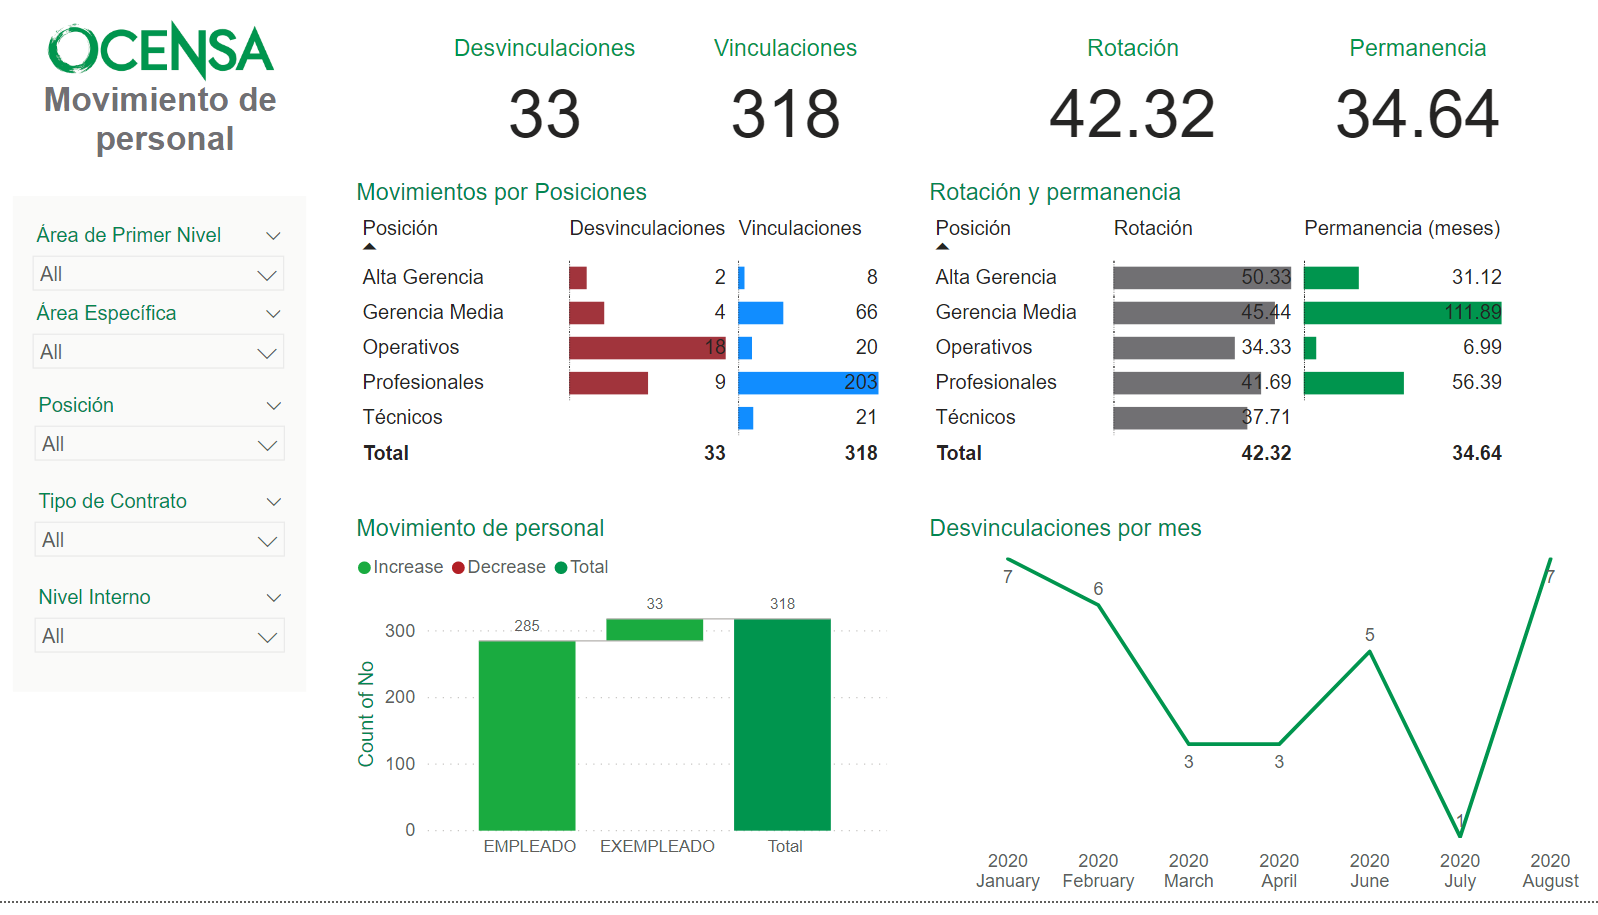 OCENSA
Movimiento de
personal
Desvinculaciones
33
Vinculaciones
318
Rotación
42.32
Permanencia
34.64
Área de Primer Nivel
All
Área Específica
All
Posición
All
Tipo de Contrato
All
Nivel Interno
All
Movimientos por Posiciones
Posición Desvinculaciones Vinculaciones
Alta Gerencia 2 8
Gerencia Media 4 66
Operativos 18 20
Profesionales 9 203
Técnicos 21
Total 33 318
Rotación y permanencia
Posición Rotación Permanencia (meses)
Alta Gerencia 50.33 31.12
Gerencia Media 45.44 111.89
Operativos 34.33 6.99
Profesionales 41.69 56.39
Técnicos 37.71
Total 42.32 34.64
Movimiento de personal
Increase Decrease Total
Count of No
300
200
100
0
285
33
318
EMPLEADO EXEMPLEADO Total
Desvinculaciones por mes
7
6
3
3
5
1
7
2020 2020 2020 2020 2020 2020 2020
January February March April June July August